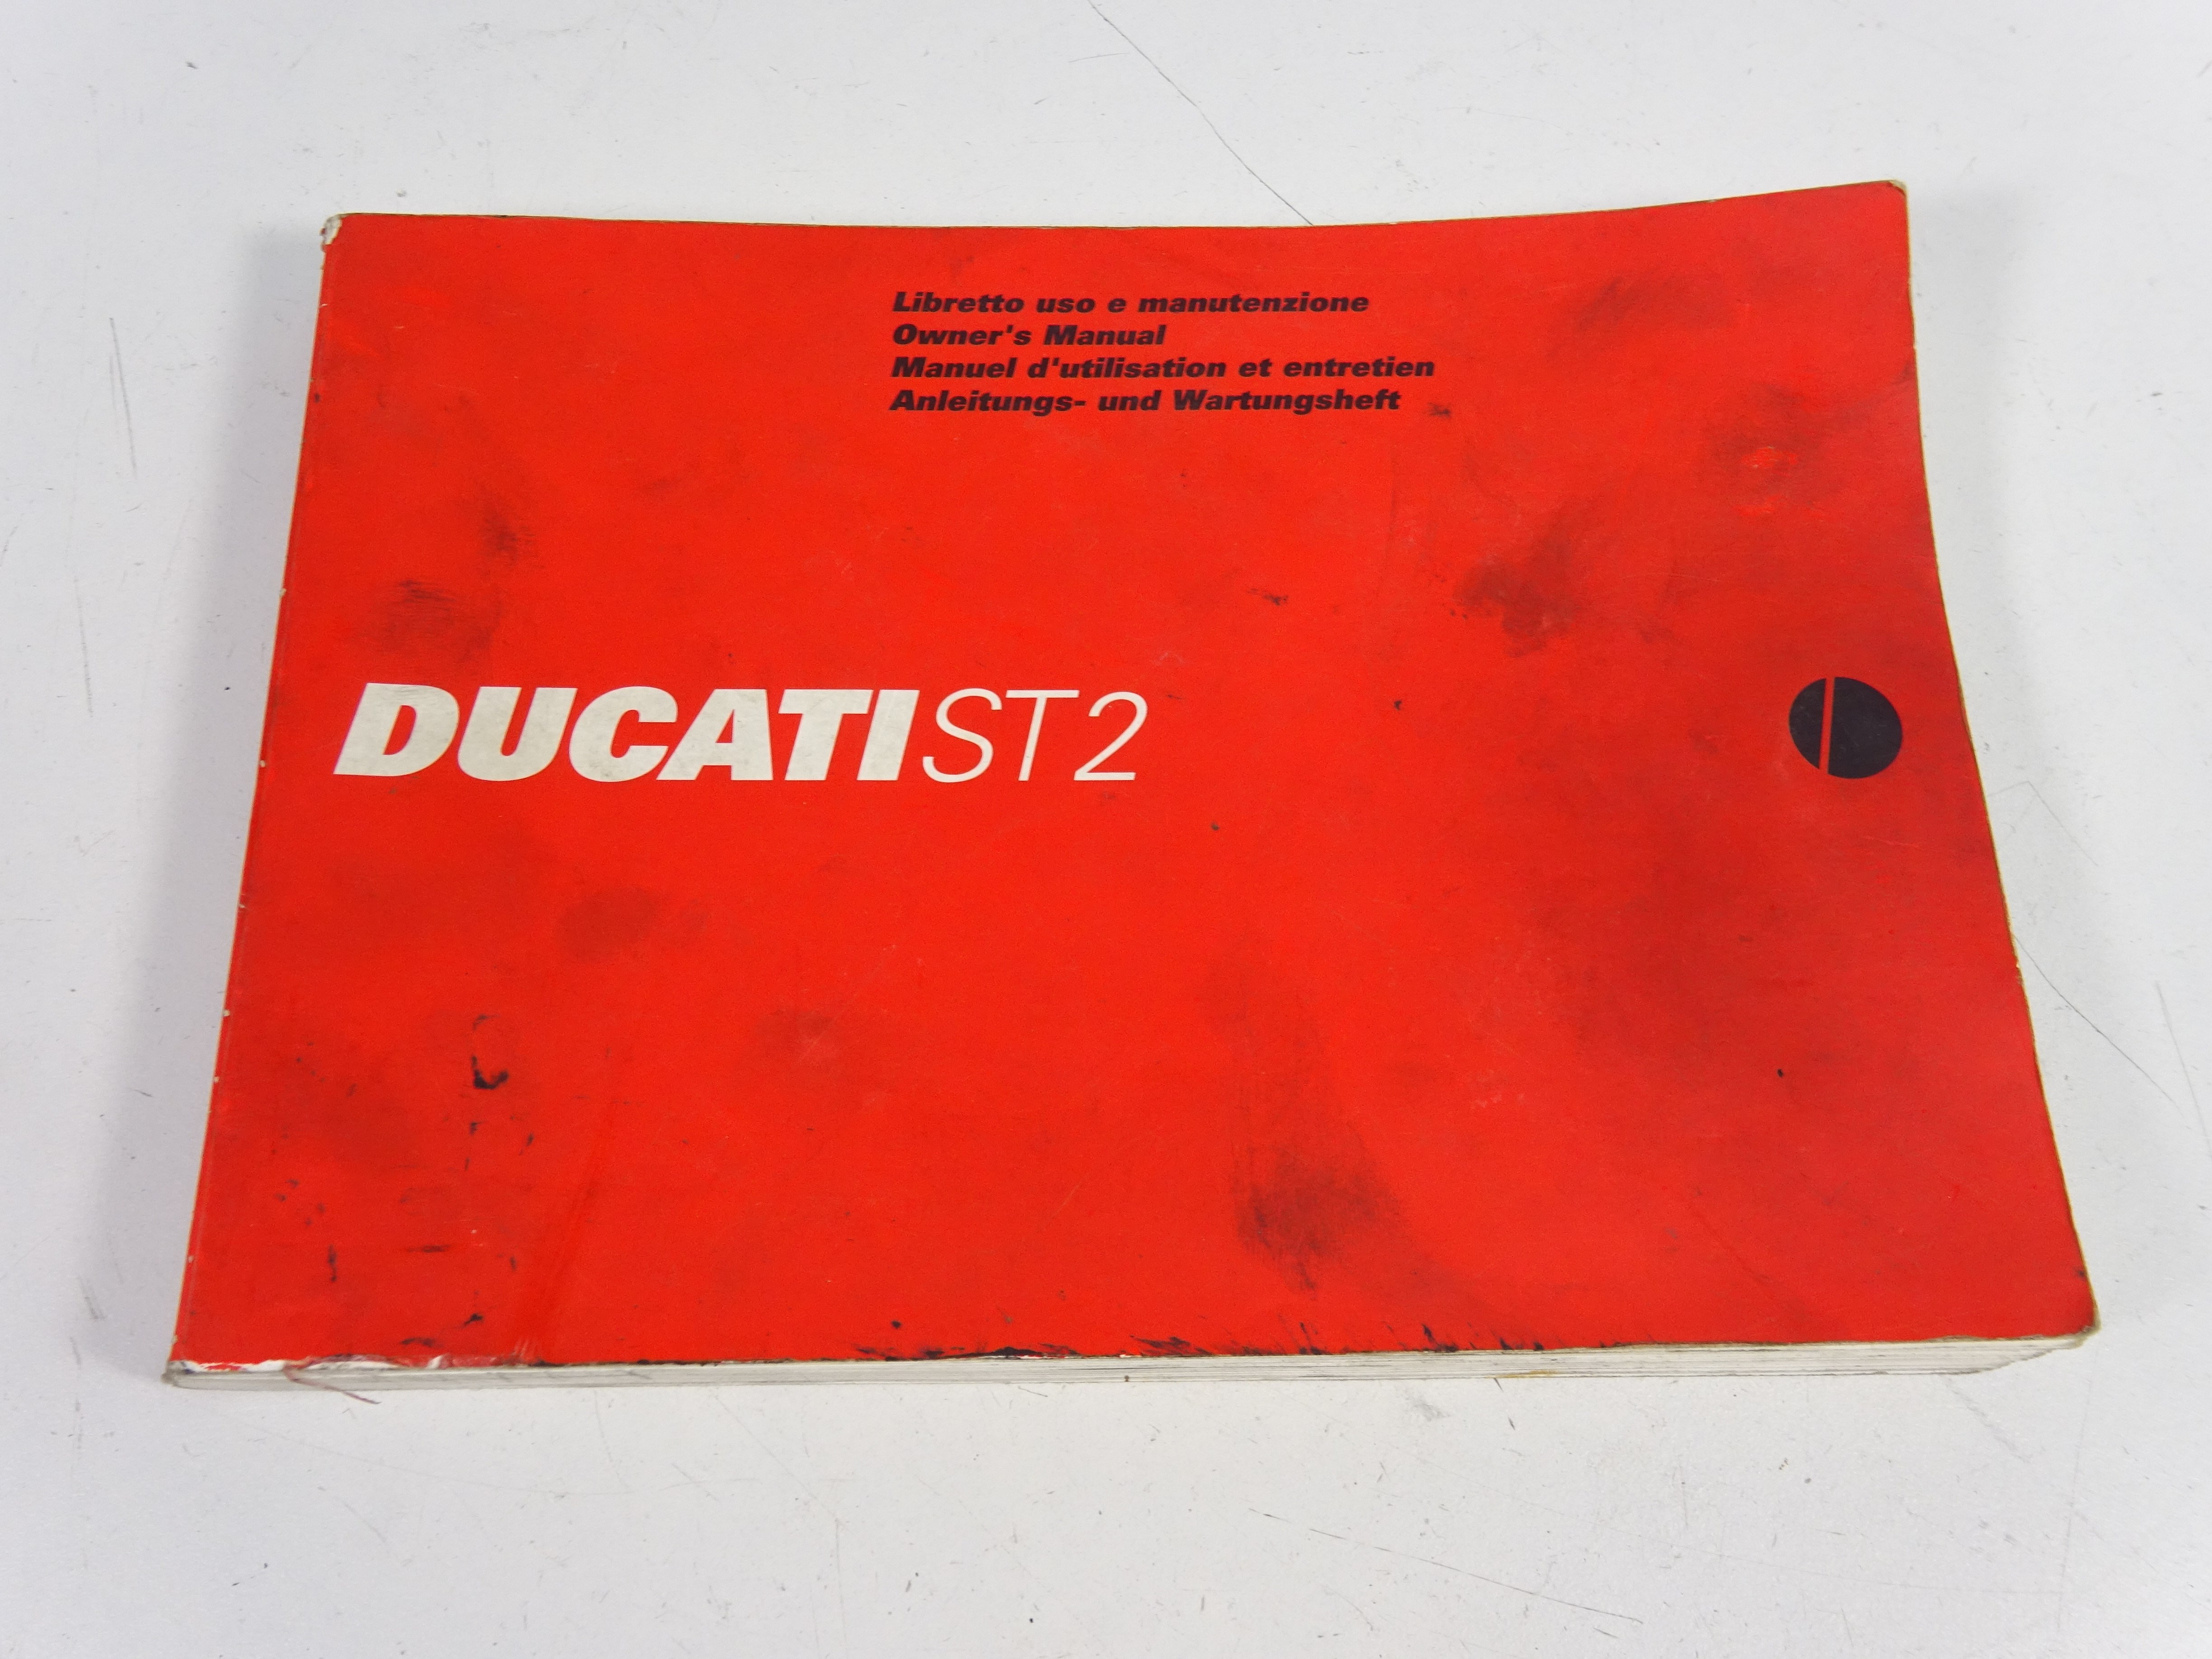 Libretto uso e manutenzione
Owner's Manual
Manuel d'utilisation et entretien
Anleitungs- und Wartungsheft
DUCATI ST2